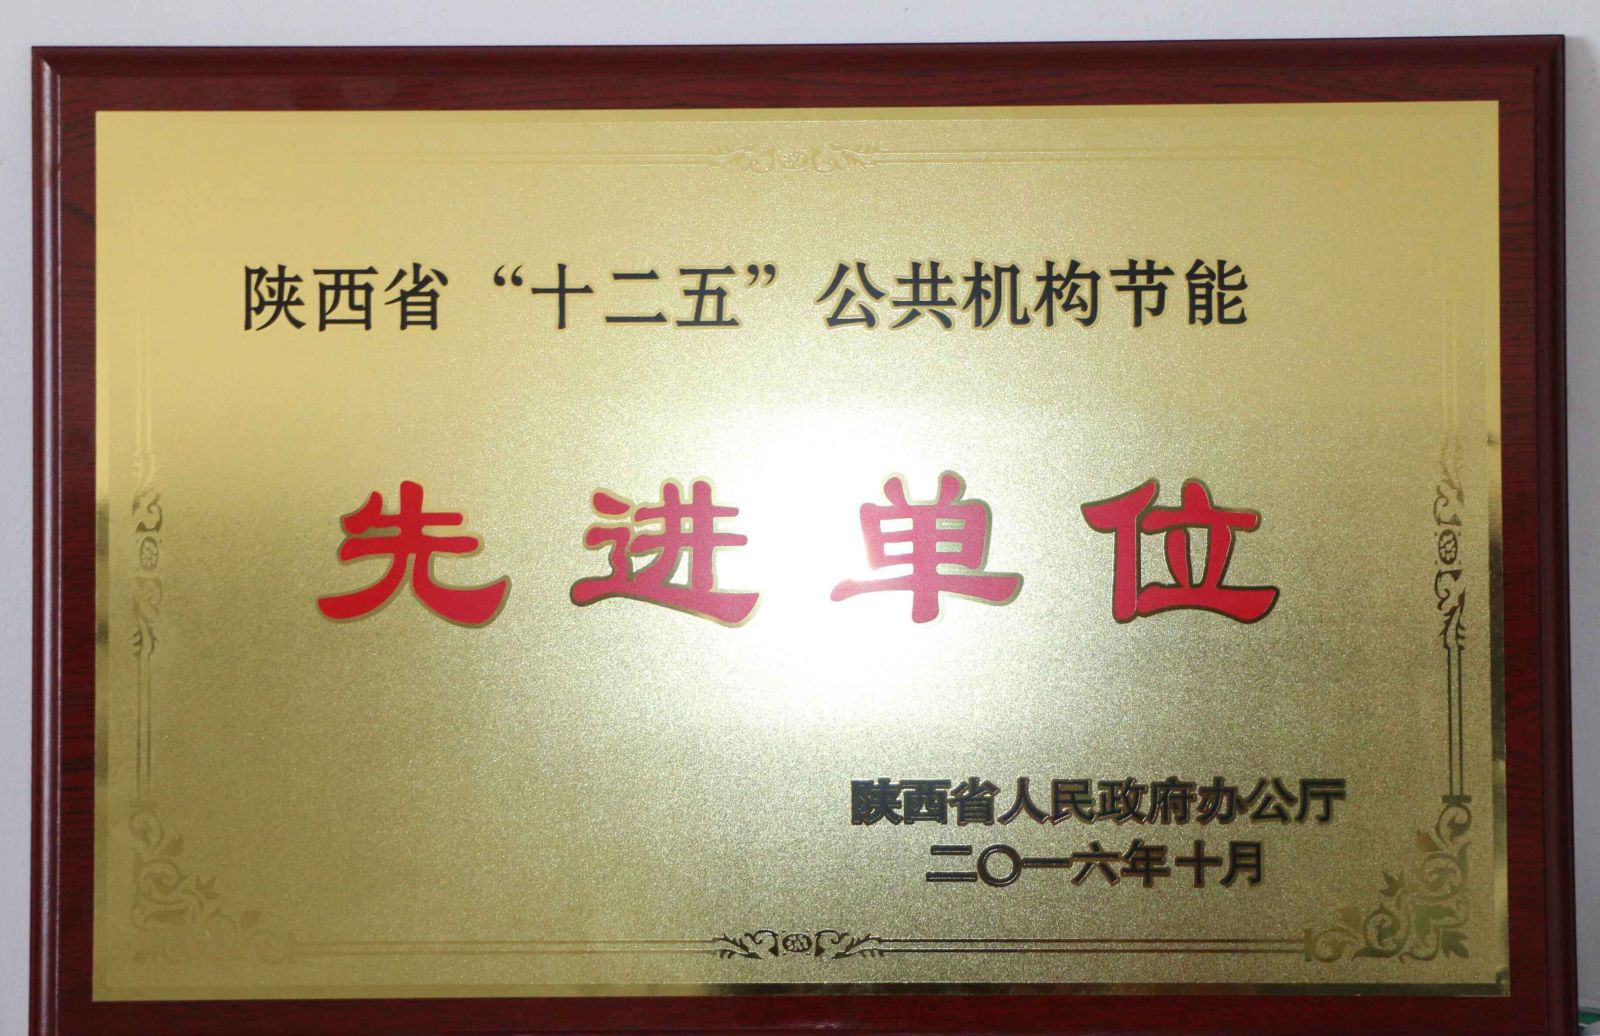 陕西省“十二五”公共机构节能
先进单位
陕西省人民政府办公厅
二〇一六年十月